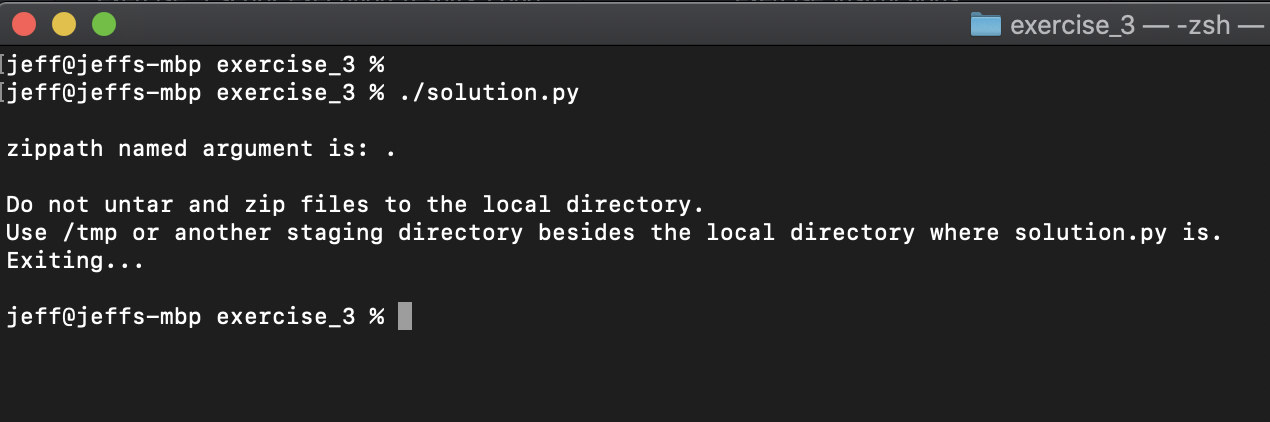 exercise_3 — -zsh —
[jeff@jeffs-mbp exercise_3 %
[jeff@jeffs-mbp exercise_3 % ./solution.py
zippath named argument is: .
Do not untar and zip files to the local directory.
Use /tmp or another staging directory besides the local directory where solution.py is.
Exiting...
jeff@jeffs-mbp exercise_3 %